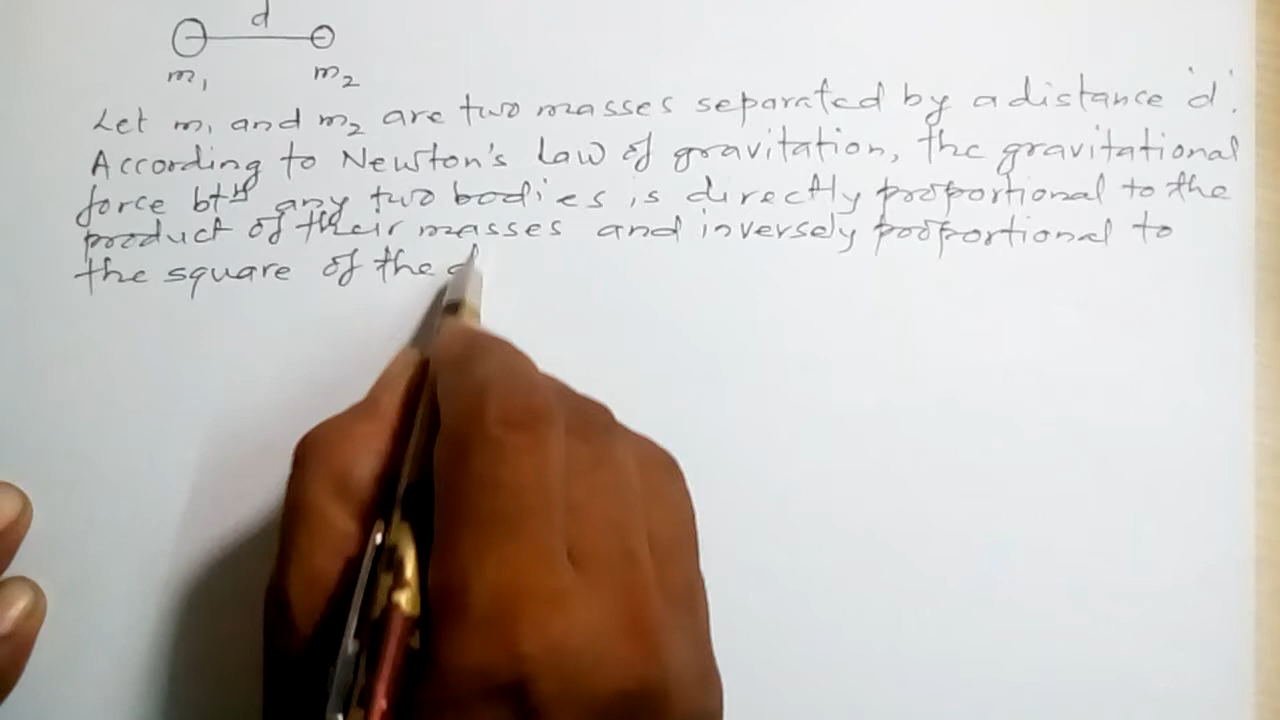 d
m₁ m₂
Let m₁ and m₂ are two masses separated by a distance 'd'.
According to Newton's Law of gravitation, the gravitational
force btⁿ any two bodies is directly proportional to the
product of their masses and inversely proportional to
the square of the d